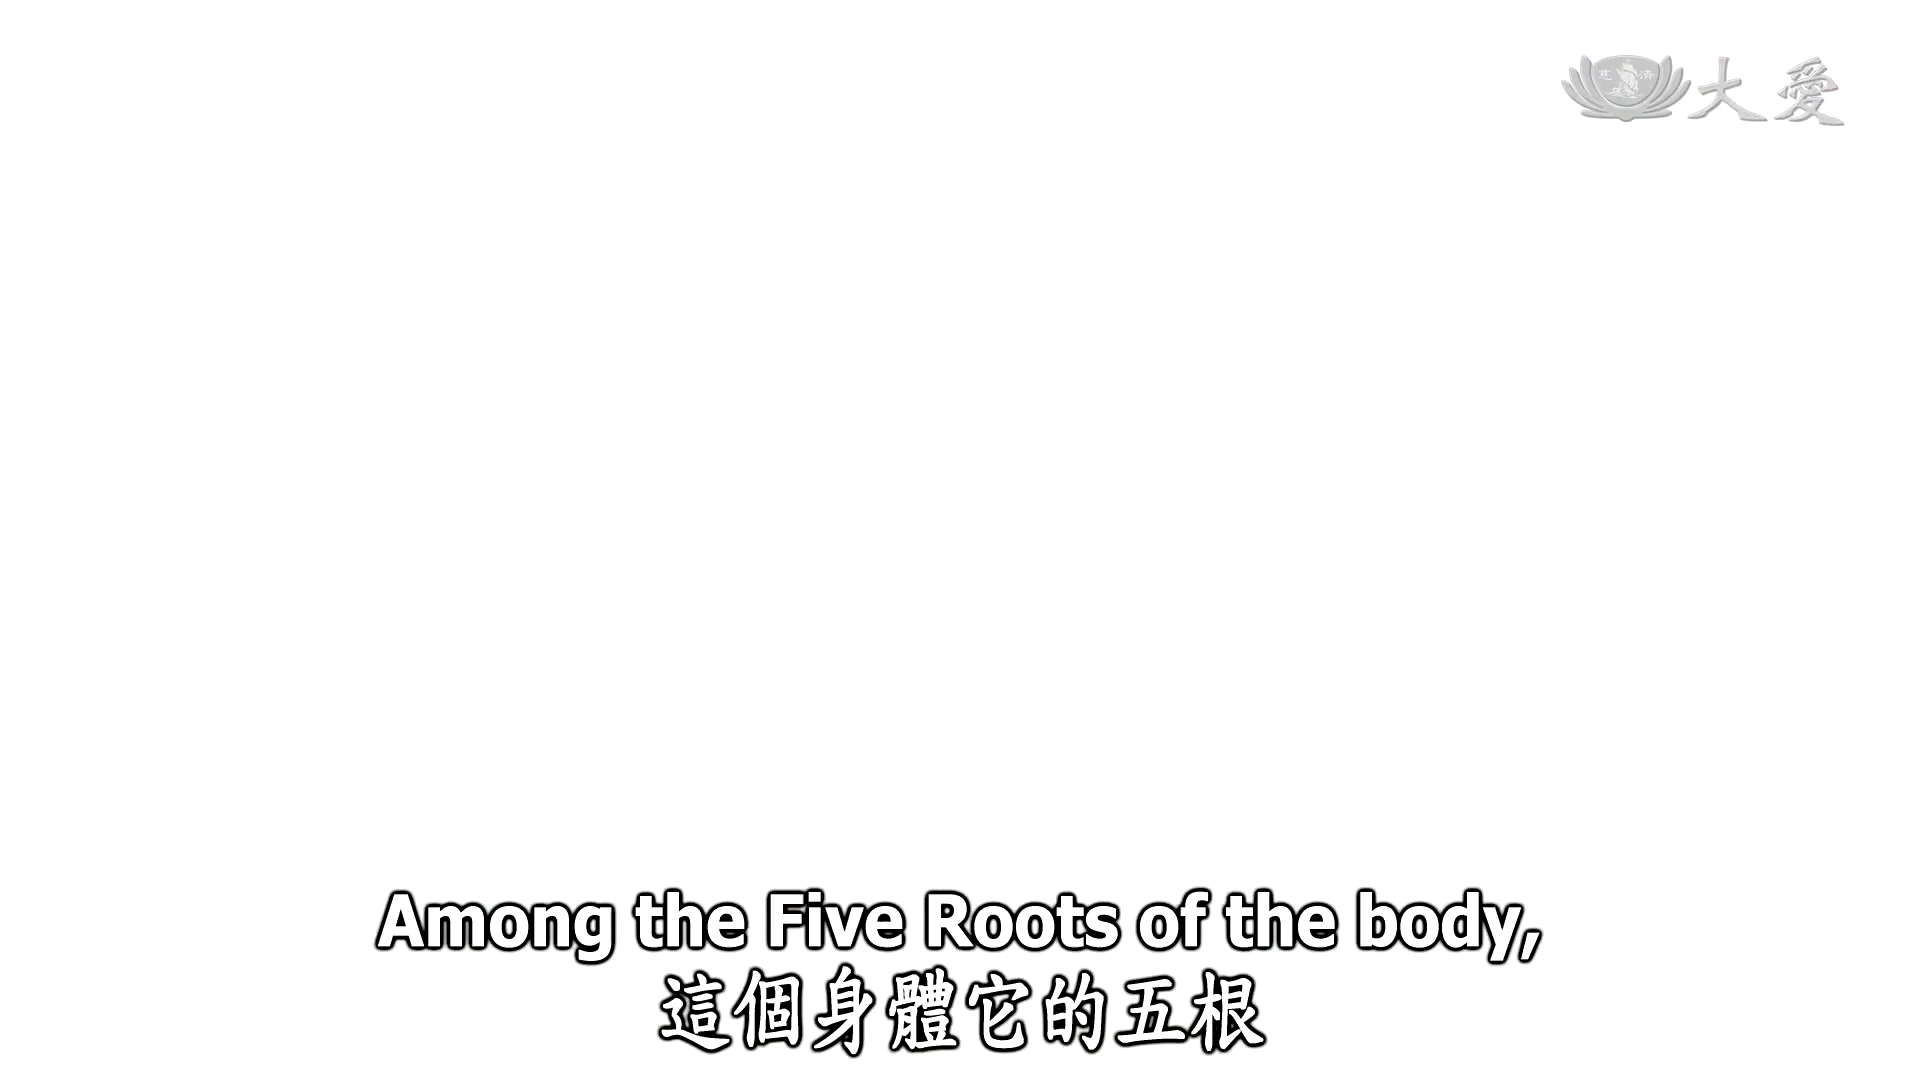 大愛
Among the Five Roots of the body,
這個身體它的五根